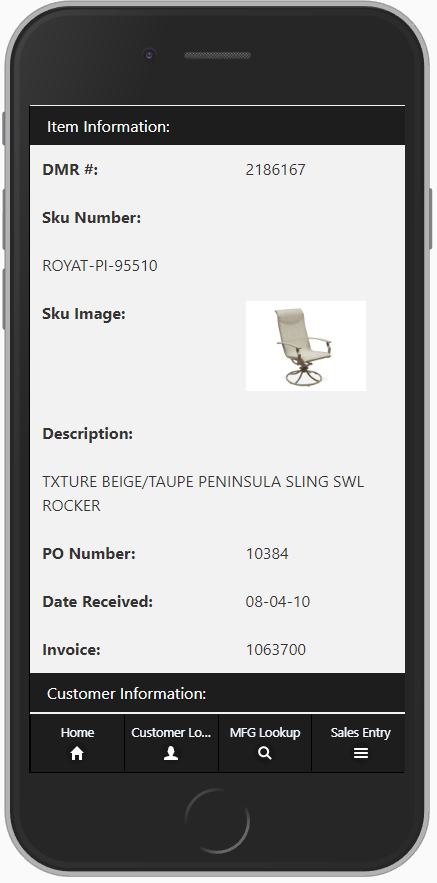 Item Information:
DMR #: 2186167
Sku Number:
ROYAT-PI-95510
Sku Image:
Description:
TXTURE BEIGE/TAUPE PENINSULA SLING SWL
ROCKER
PO Number: 10384
Date Received: 08-04-10
Invoice: 1063700
Customer Information:
Home Customer Lo... MFG Lookup Sales Entry